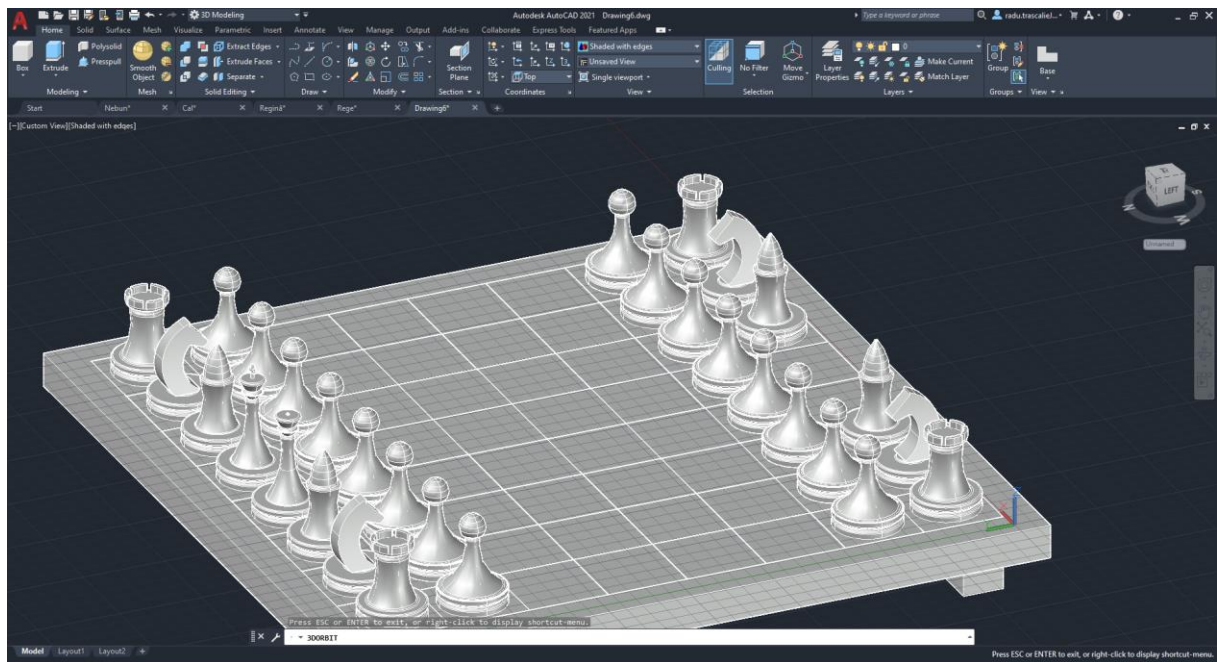 3D Modeling
Autodesk AutoCAD 2021 Drawing6.dwg
Type a keyword or phrase
radu.trascaliel...
Home Solid Surface Mesh Visualize Parametric Insert Annotate View Manage Output Add-ins Collaborate Express Tools Featured Apps
Box
Extrude
Polysolid
Presspull
Smooth Object
Extract Edges
Extrude Faces
Separate
Section Plane
Top
Shaded with edges
Unsaved View
Single viewport
Culling
No Filter
Move Gizmo
Layer Properties
0
Make Current
Match Layer
Group
Base
Modeling
Mesh
Solid Editing
Draw
Modify
Section
Coordinates
View
Selection
Layers
Groups
View
Start
Nebun*
Cal*
Regină*
Rege*
Drawing6*
[–][Custom View][Shaded with edges]
LEFT
Unnamed
Press ESC or ENTER to exit, or right-click to display shortcut-menu.
3DORBIT
Model Layout1 Layout2 +
Press ESC or ENTER to exit, or right-click to display shortcut-menu.